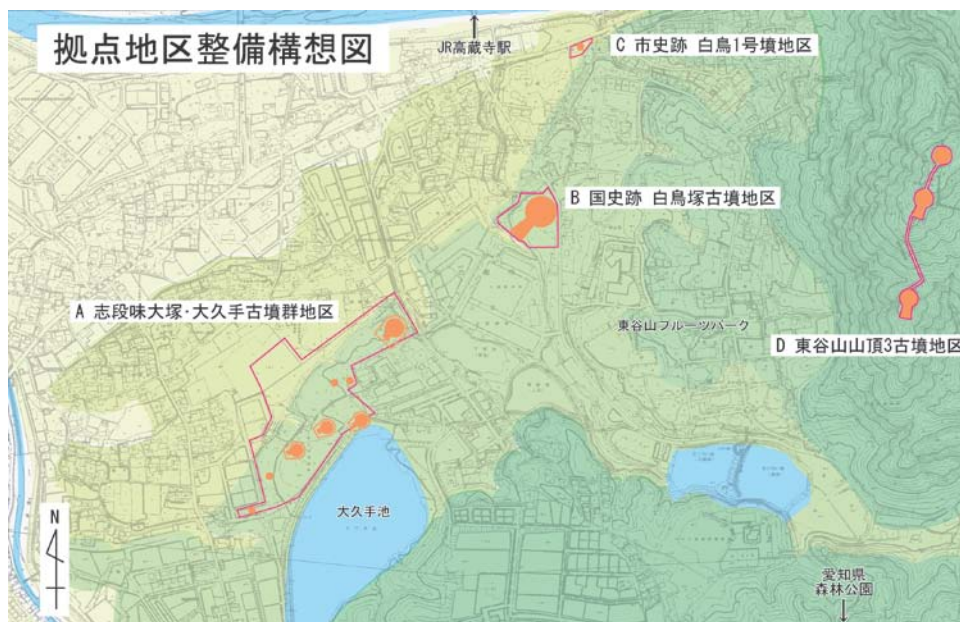 拠点地区整備構想図
JR高蔵寺駅
C 市史跡 白鳥1号墳地区
B 国史跡 白鳥塚古墳地区
A 志段味大塚・大久手古墳群地区
東谷山フルーツパーク
D 東谷山山頂3古墳地区
大久手池
N
愛知県
森林公園